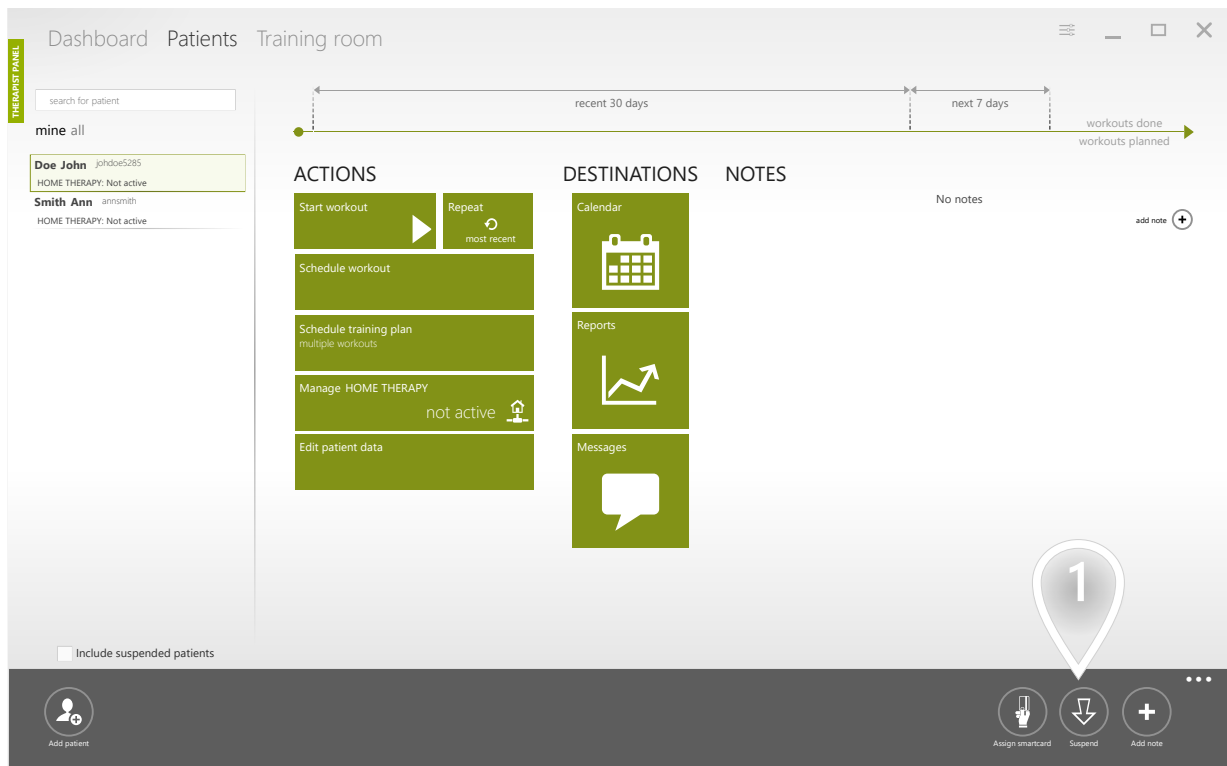 Dashboard Patients Training room
THERAPIST PANEL
search for patient
mine all
Doe John johdoe5285
HOME THERAPY: Not active
Smith Ann annsmith
HOME THERAPY: Not active
Include suspended patients
recent 30 days
next 7 days
workouts done
workouts planned
ACTIONS
Start workout
Repeat
most recent
Schedule workout
Schedule training plan
multiple workouts
Manage HOME THERAPY
not active
Edit patient data
DESTINATIONS
Calendar
Reports
Messages
NOTES
No notes
add note
1
Add patient
Assign smartcard
Suspend
Add note